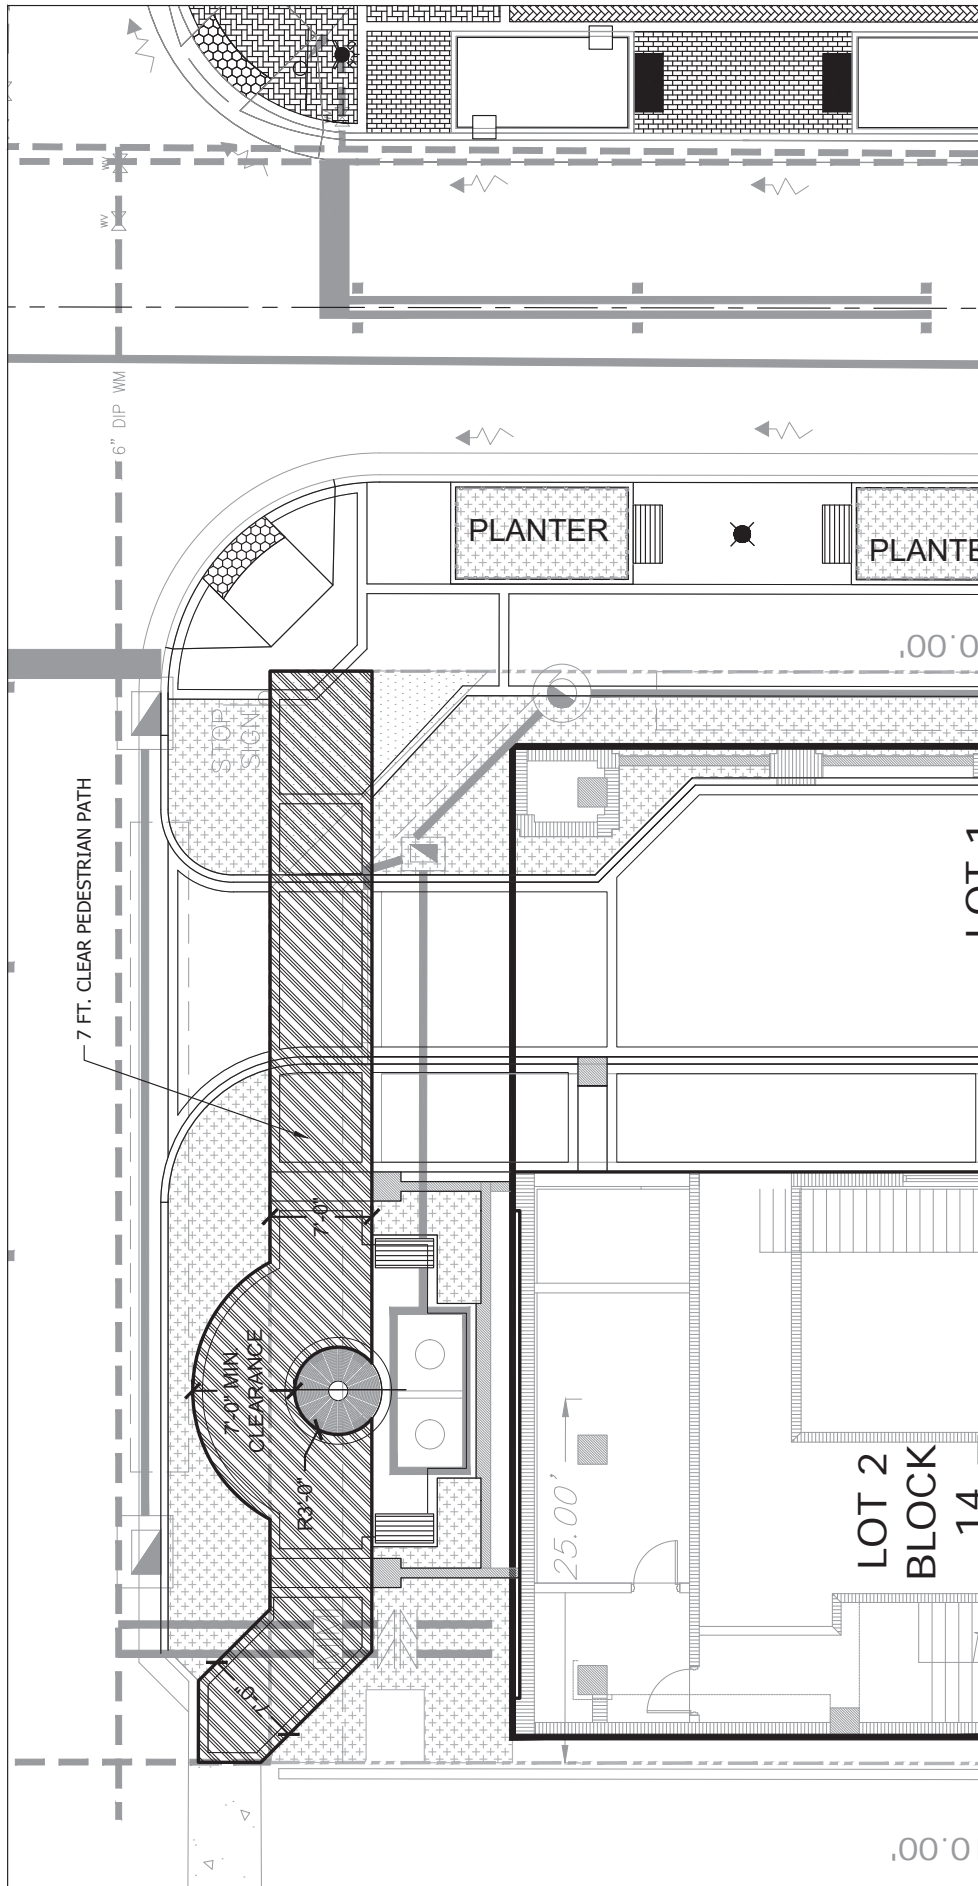 WV
WV
6" DIP WM
PLANTER
PLANTE
0.00'
STOP
SIGN
7 FT. CLEAR PEDESTRIAN PATH
LOT 1
7'-0"
7'-0" MIN
CLEARANCE
R3'-0"
25.00'
LOT 2
BLOCK
14
7'-0"
0.00'